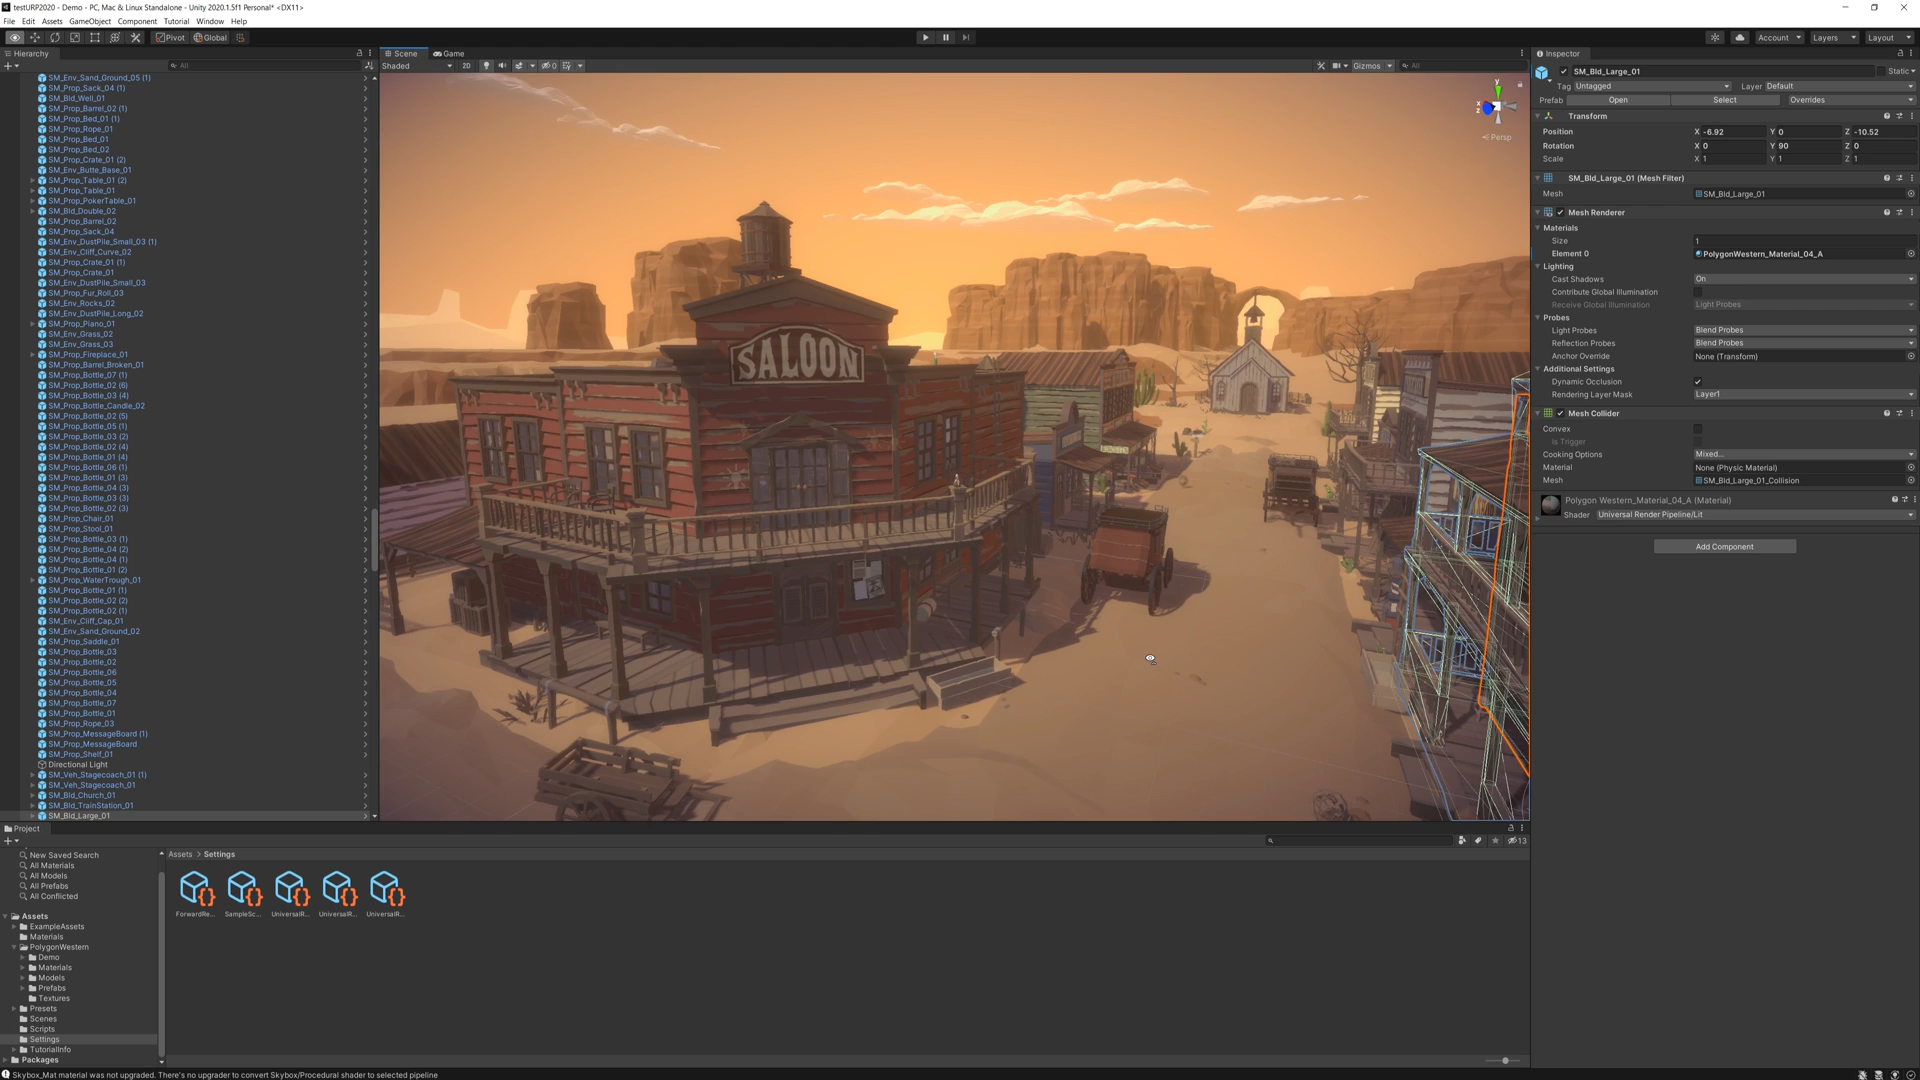 testURP2020 - Demo - PC, Mac & Linux Standalone - Unity 2020.1.5f1 Personal* <DX11>
File Edit Assets GameObject Component Tutorial Window Help
Pivot Global
Account Layers Layout
Hierarchy
All
SM_Env_Sand_Ground_05 (1)
SM_Prop_Sack_04 (1)
SM_Bld_Well_01
SM_Prop_Barrel_02 (1)
SM_Prop_Bed_01 (1)
SM_Prop_Rope_01
SM_Prop_Bed_01
SM_Prop_Bed_02
SM_Prop_Crate_01 (2)
SM_Env_Butte_Base_01
SM_Prop_Table_01 (2)
SM_Prop_Table_01
SM_Prop_PokerTable_01
SM_Bld_Double_02
SM_Prop_Barrel_02
SM_Prop_Sack_04
SM_Env_DustPile_Small_03 (1)
SM_Env_Cliff_Curve_02
SM_Prop_Crate_01 (1)
SM_Prop_Crate_01
SM_Env_DustPile_Small_03
SM_Prop_Fur_Roll_03
SM_Env_Rocks_02
SM_Env_DustPile_Long_02
SM_Prop_Piano_01
SM_Env_Grass_02
SM_Env_Grass_03
SM_Prop_Fireplace_01
SM_Prop_Barrel_Broken_01
SM_Prop_Bottle_07 (1)
SM_Prop_Bottle_02 (6)
SM_Prop_Bottle_03 (4)
SM_Prop_Bottle_Candle_02
SM_Prop_Bottle_02 (5)
SM_Prop_Bottle_05 (1)
SM_Prop_Bottle_03 (2)
SM_Prop_Bottle_02 (4)
SM_Prop_Bottle_01 (4)
SM_Prop_Bottle_06 (1)
SM_Prop_Bottle_01 (3)
SM_Prop_Bottle_04 (3)
SM_Prop_Bottle_03 (3)
SM_Prop_Bottle_02 (3)
SM_Prop_Chair_01
SM_Prop_Stool_01
SM_Prop_Bottle_03 (1)
SM_Prop_Bottle_04 (2)
SM_Prop_Bottle_04 (1)
SM_Prop_Bottle_01 (2)
SM_Prop_WaterTrough_01
SM_Prop_Bottle_01 (1)
SM_Prop_Bottle_02 (2)
SM_Prop_Bottle_02 (1)
SM_Env_Cliff_Cap_01
SM_Env_Sand_Ground_02
SM_Prop_Saddle_01
SM_Prop_Bottle_03
SM_Prop_Bottle_02
SM_Prop_Bottle_06
SM_Prop_Bottle_05
SM_Prop_Bottle_04
SM_Prop_Bottle_07
SM_Prop_Bottle_01
SM_Prop_Rope_03
SM_Prop_MessageBoard (1)
SM_Prop_MessageBoard
SM_Prop_Shelf_01
Directional Light
SM_Veh_Stagecoach_01 (1)
SM_Veh_Stagecoach_01
SM_Bld_Church_01
SM_Bld_TrainStation_01
SM_Bld_Large_01
Scene Game
Shaded 2D 0 Gizmos All
y
x
z
Persp
SALOON
Inspector
SM_Bld_Large_01 Static
Tag Untagged Layer Default
Prefab Open Select Overrides
Transform
Position X -6.92 Y 0 Z -10.52
Rotation X 0 Y 90 Z 0
Scale X 1 Y 1 Z 1
SM_Bld_Large_01 (Mesh Filter)
Mesh SM_Bld_Large_01
Mesh Renderer
Materials
Size 1
Element 0 PolygonWestern_Material_04_A
Lighting
Cast Shadows On
Contribute Global Illumination
Receive Global Illumination Light Probes
Probes
Light Probes Blend Probes
Reflection Probes Blend Probes
Anchor Override None (Transform)
Additional Settings
Dynamic Occlusion
Rendering Layer Mask Layer1
Mesh Collider
Convex
Is Trigger
Cooking Options Mixed...
Material None (Physic Material)
Mesh SM_Bld_Large_01_Collision
Polygon Western_Material_04_A (Material)
Shader Universal Render Pipeline/Lit
Add Component
Project
13
New Saved Search
All Materials
All Models
All Prefabs
All Conflicted
Assets
ExampleAssets
Materials
PolygonWestern
Demo
Materials
Models
Prefabs
Textures
Presets
Scenes
Scripts
Settings
TutorialInfo
Packages
Assets > Settings
ForwardRe... SampleSc... UniversalR... UniversalR... UniversalR...
Skybox_Mat material was not upgraded. There's no upgrader to convert Skybox/Procedural shader to selected pipeline